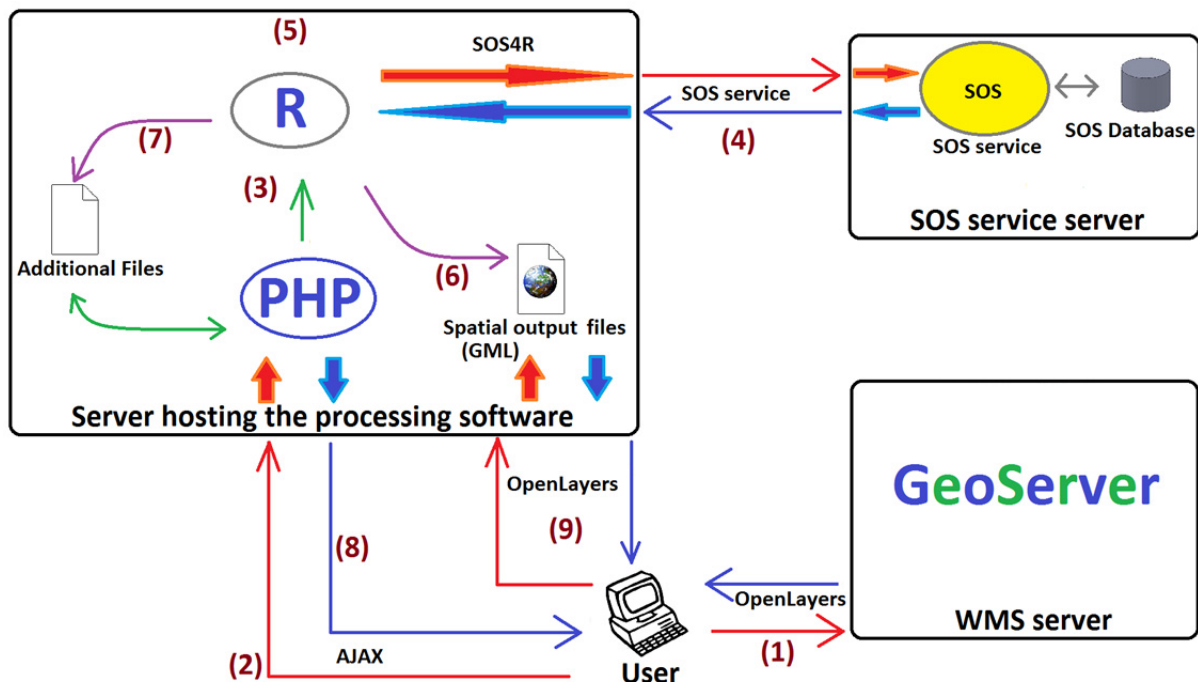 (5)
SOS4R
R
SOS service
(4)
SOS
SOS service
SOS Database
SOS service server
(7)
(3)
Additional Files
PHP
(6)
Spatial output files
(GML)
Server hosting the processing software
OpenLayers
(9)
(8)
(2)
AJAX
User
(1)
OpenLayers
GeoServer
WMS server